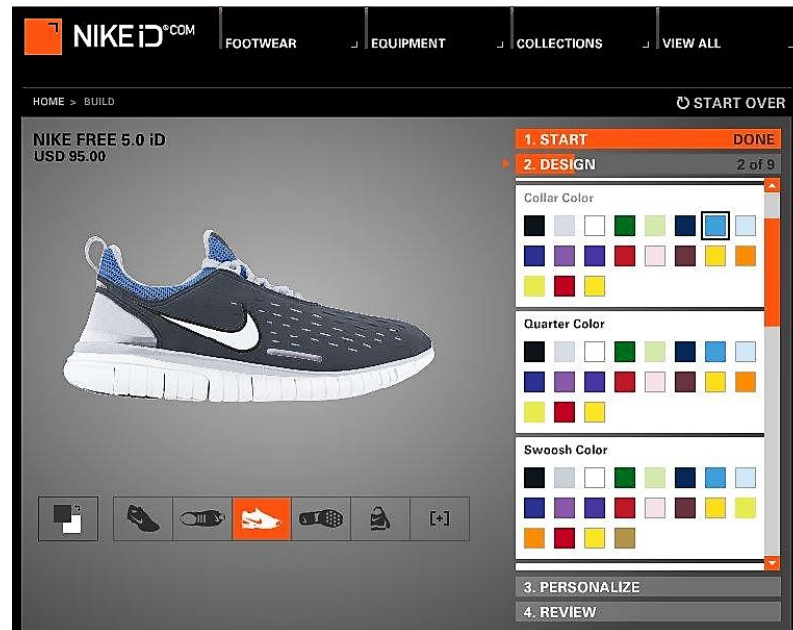 NIKEiD®COM
FOOTWEAR
EQUIPMENT
COLLECTIONS
VIEW ALL
HOME > BUILD
START OVER
NIKE FREE 5.0 iD
USD 95.00
1. START DONE
2. DESIGN 2 of 9
Collar Color
Quarter Color
Swoosh Color
[+]
3. PERSONALIZE
4. REVIEW